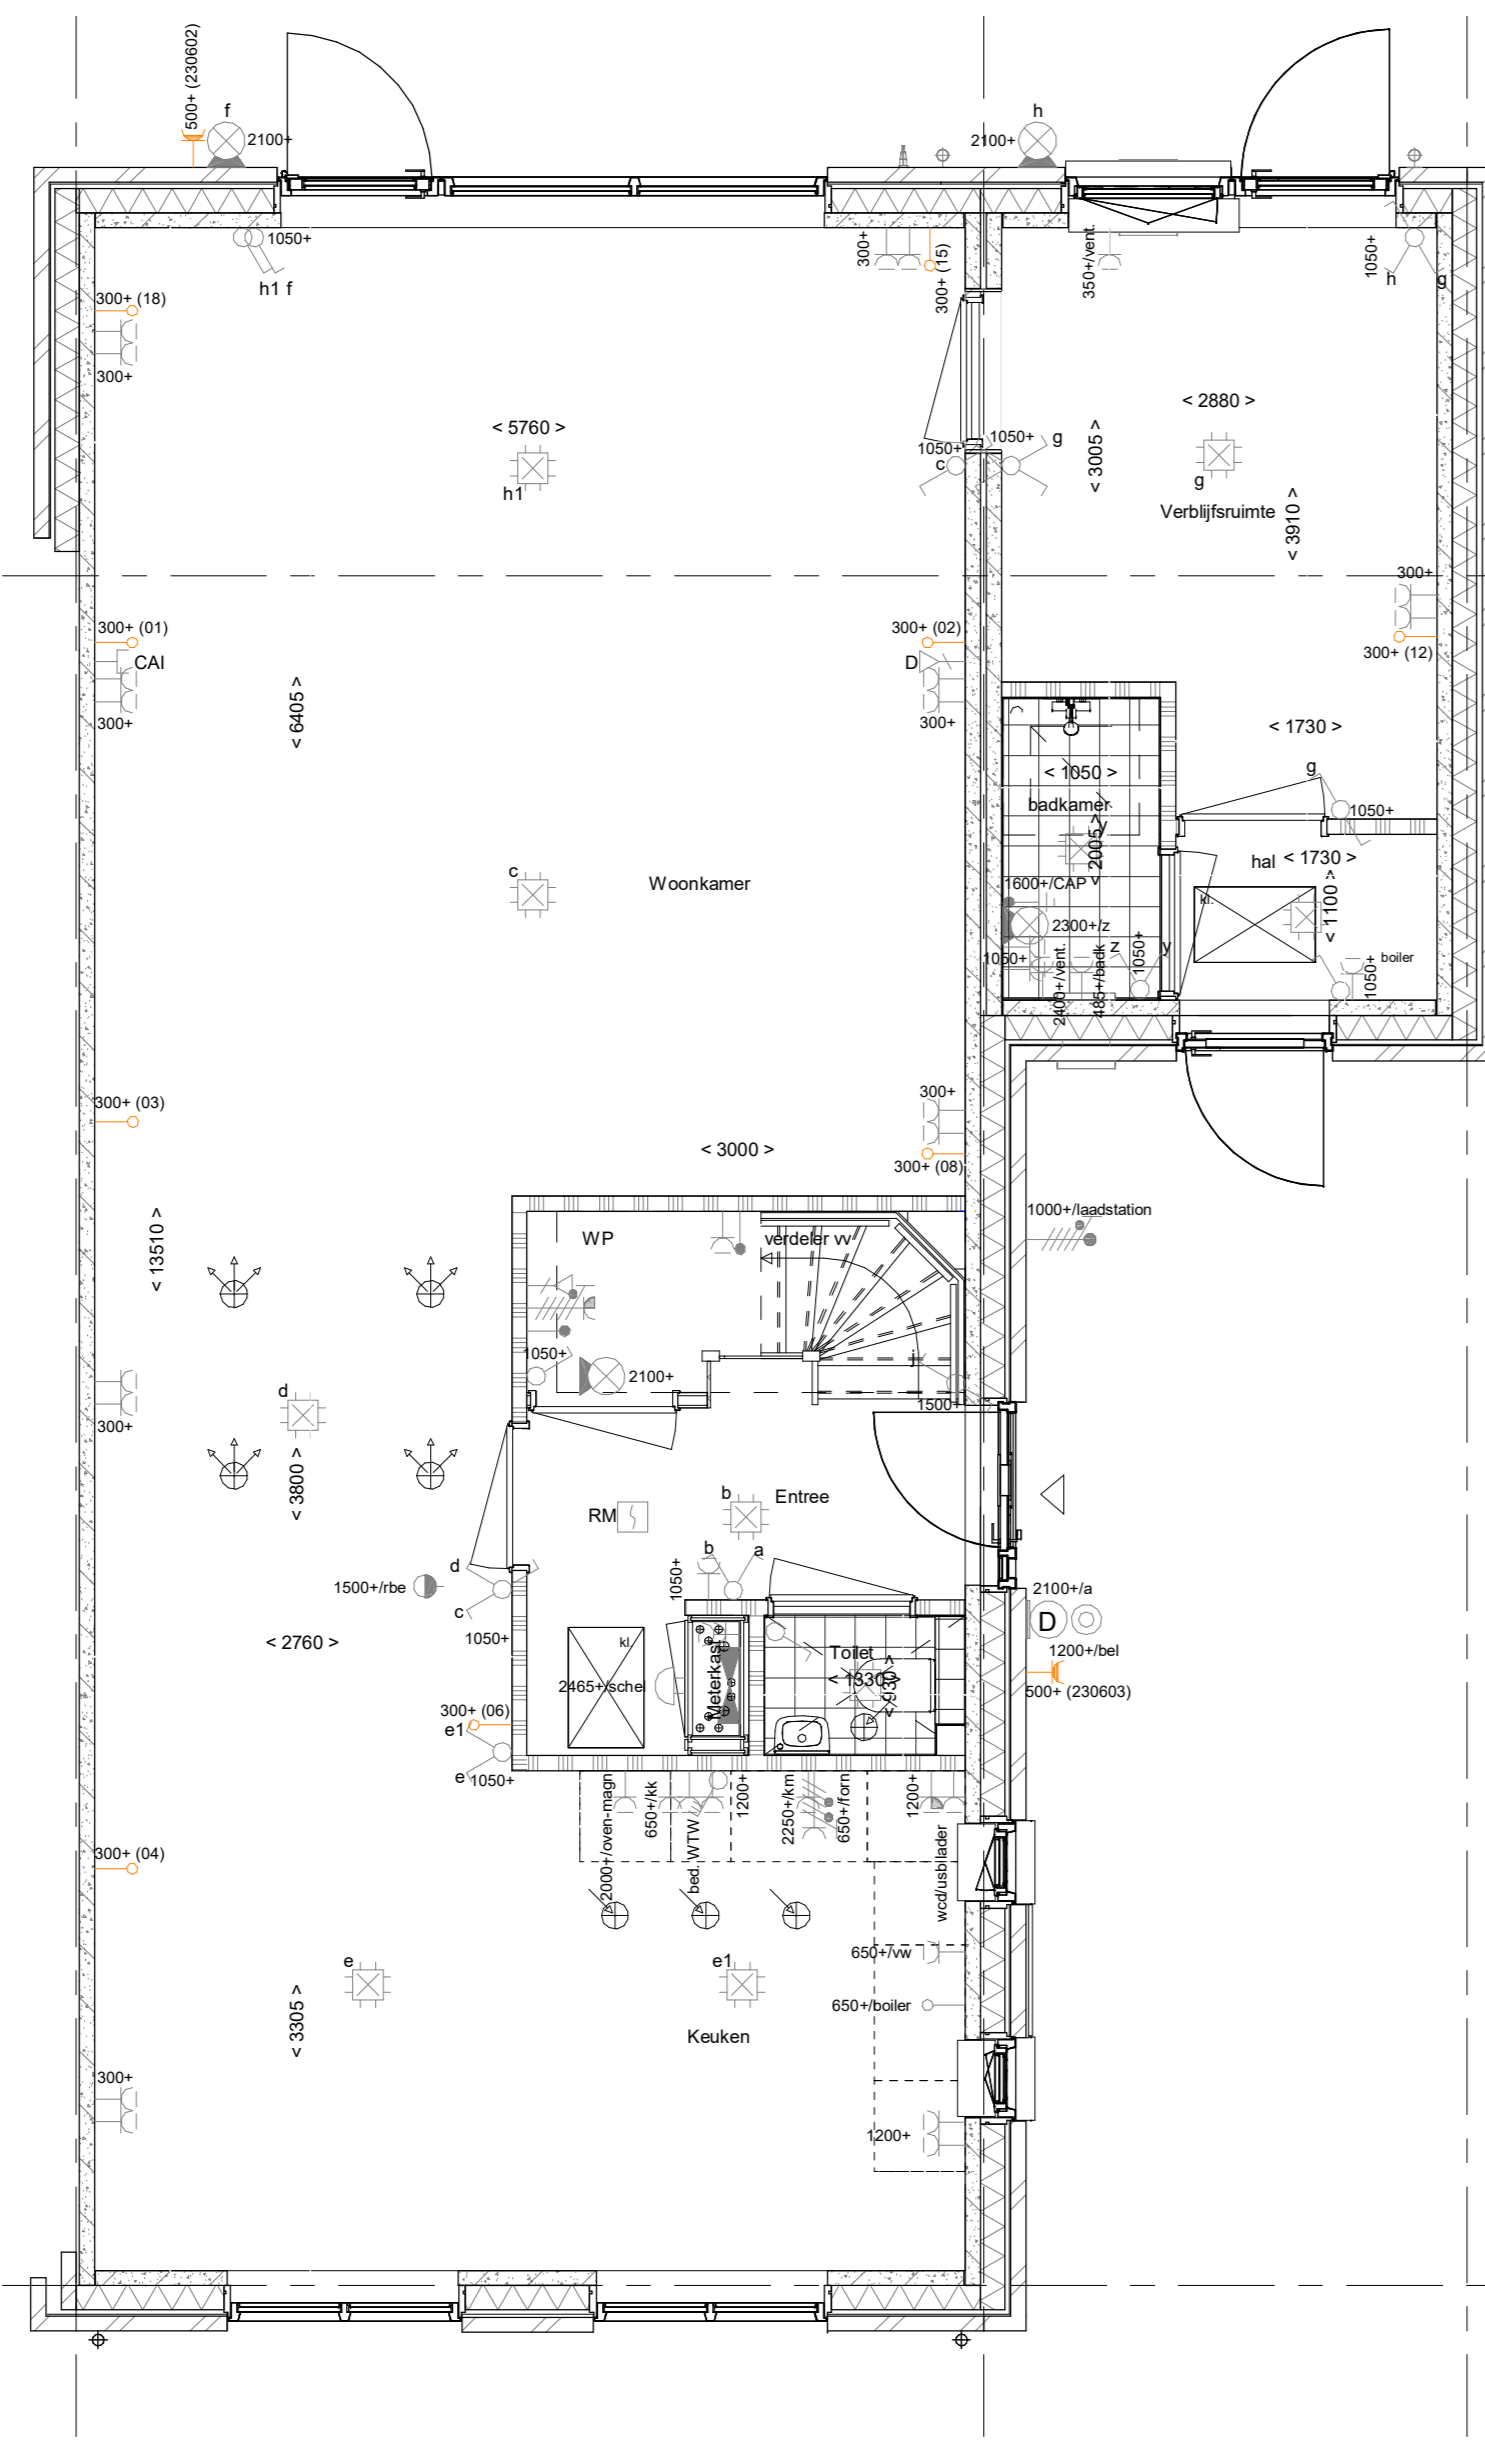 500+ (230602)
f
2100+
h
2100+
1050+
h1 f
300+ (18)
300+
300+
300+ (15)
350+/vent.
1050+
h
g
< 5760 >
h1
1050+
c
1050+
g
< 3005 >
< 2880 >
g
Verblijfsruimte
< 3910 >
300+
300+ (12)
300+ (01)
CAI
300+
300+ (02)
D
300+
< 6405 >
< 1730 >
g
1050+
< 1050 >
badkamer
y
< 2005 >
hal
< 1730 >
kl.
< 1100 >
Woonkamer
c
1600+/CAP
2300+/z
1050+
2400+/vent.
485+/badk
z
1050+
y
1050+
boiler
300+ (03)
300+
300+ (08)
< 3000 >
< 13510 >
WP
verdeler vv
1000+/laadstation
1050+
2100+
j
1500+
d
300+
< 3800 >
RM
b
Entree
b
a
1050+
d
1500+/rbe
c
1050+
< 2760 >
2100+/a
D
1200+/bel
500+ (230603)
kl.
2465+/schel
Meterkast
Toilet
< 1330 >
< 930 >
300+ (06)
e1
e
1050+
2000+/oven-magn
650+/kk
bed. WTW
1200+
2250+/km
650+/forn
1200+
wcd/usblader
300+ (04)
650+/vw
650+/boiler
e
e1
< 3305 >
Keuken
300+
1200+